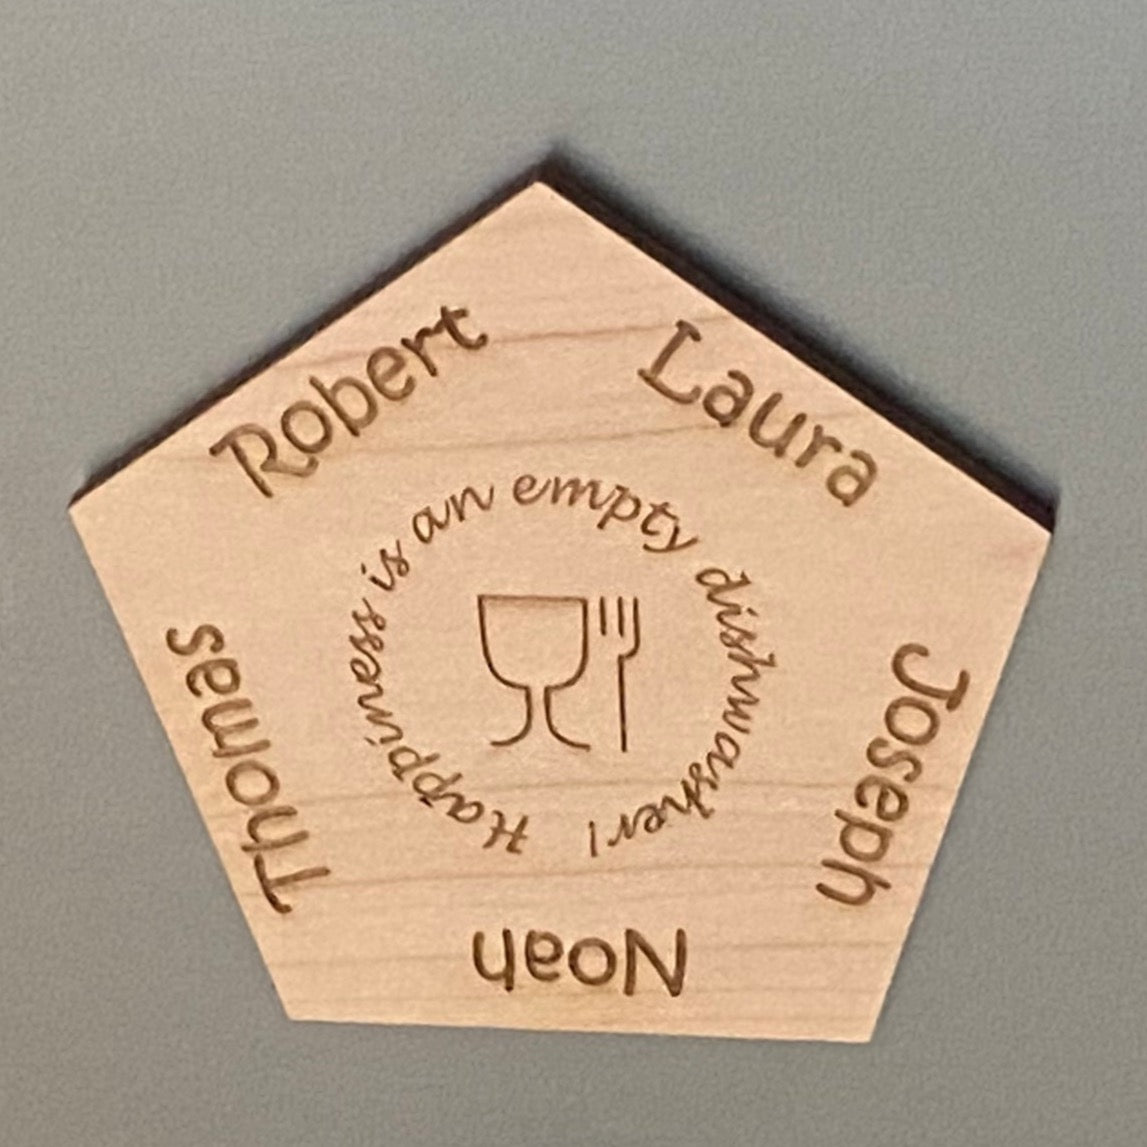 Robert
Laura
Joseph
Noah
Thomas
Happiness is an empty dishwasher!